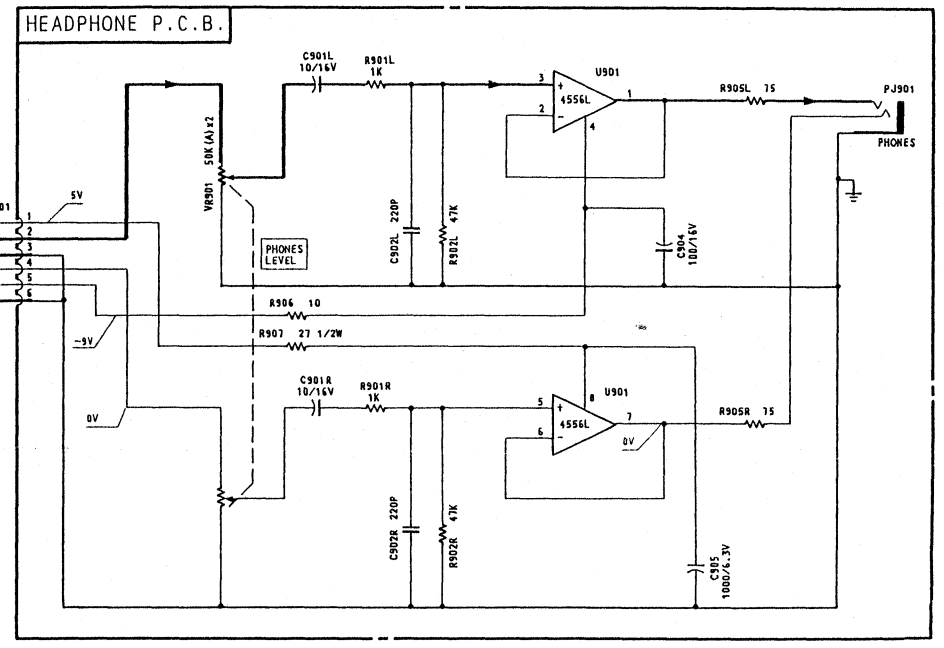 HEADPHONE P.C.B.
C901L
10/16V
R901L
1K
3
2
+
-
U901
4556L
1
4
R905L 75
PJ901
PHONES
50K(A)x2
VR901
220P
C902L
47K
R902L
C904
100/16V
01
5V
1
2
3
4
5
6
PHONES
LEVEL
R906 10
-9V
R907 27 1/2W
0V
C901R
10/16V
R901R
1K
5
6
+
-
8
U901
4556L
7
0V
R905R 75
220P
C902R
47K
R902R
C905
1000/6.3V